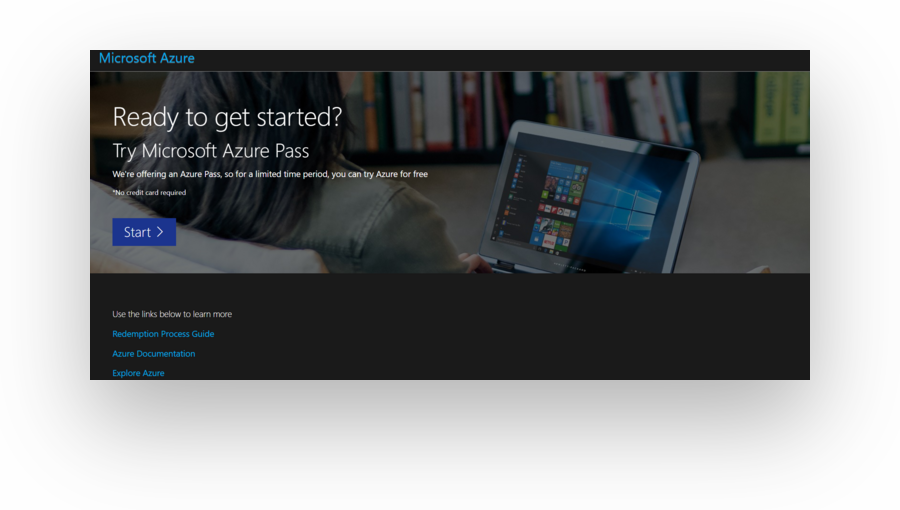 Microsoft Azure
Ready to get started?
Try Microsoft Azure Pass
We're offering an Azure Pass, so for a limited time period, you can try Azure for free
*No credit card required
Start >
Use the links below to learn more
Redemption Process Guide
Azure Documentation
Explore Azure